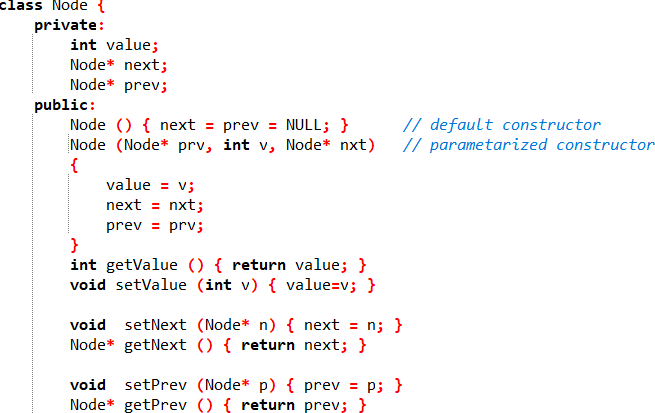 class Node {
private:
int value;
Node* next;
Node* prev;
public:
Node () { next = prev = NULL; } // default constructor
Node (Node* prv, int v, Node* nxt) // parametarized constructor
{
value = v;
next = nxt;
prev = prv;
}
int getValue () { return value; }
void setValue (int v) { value=v; }
void setNext (Node* n) { next = n; }
Node* getNext () { return next; }
void setPrev (Node* p) { prev = p; }
Node* getPrev () { return prev; }